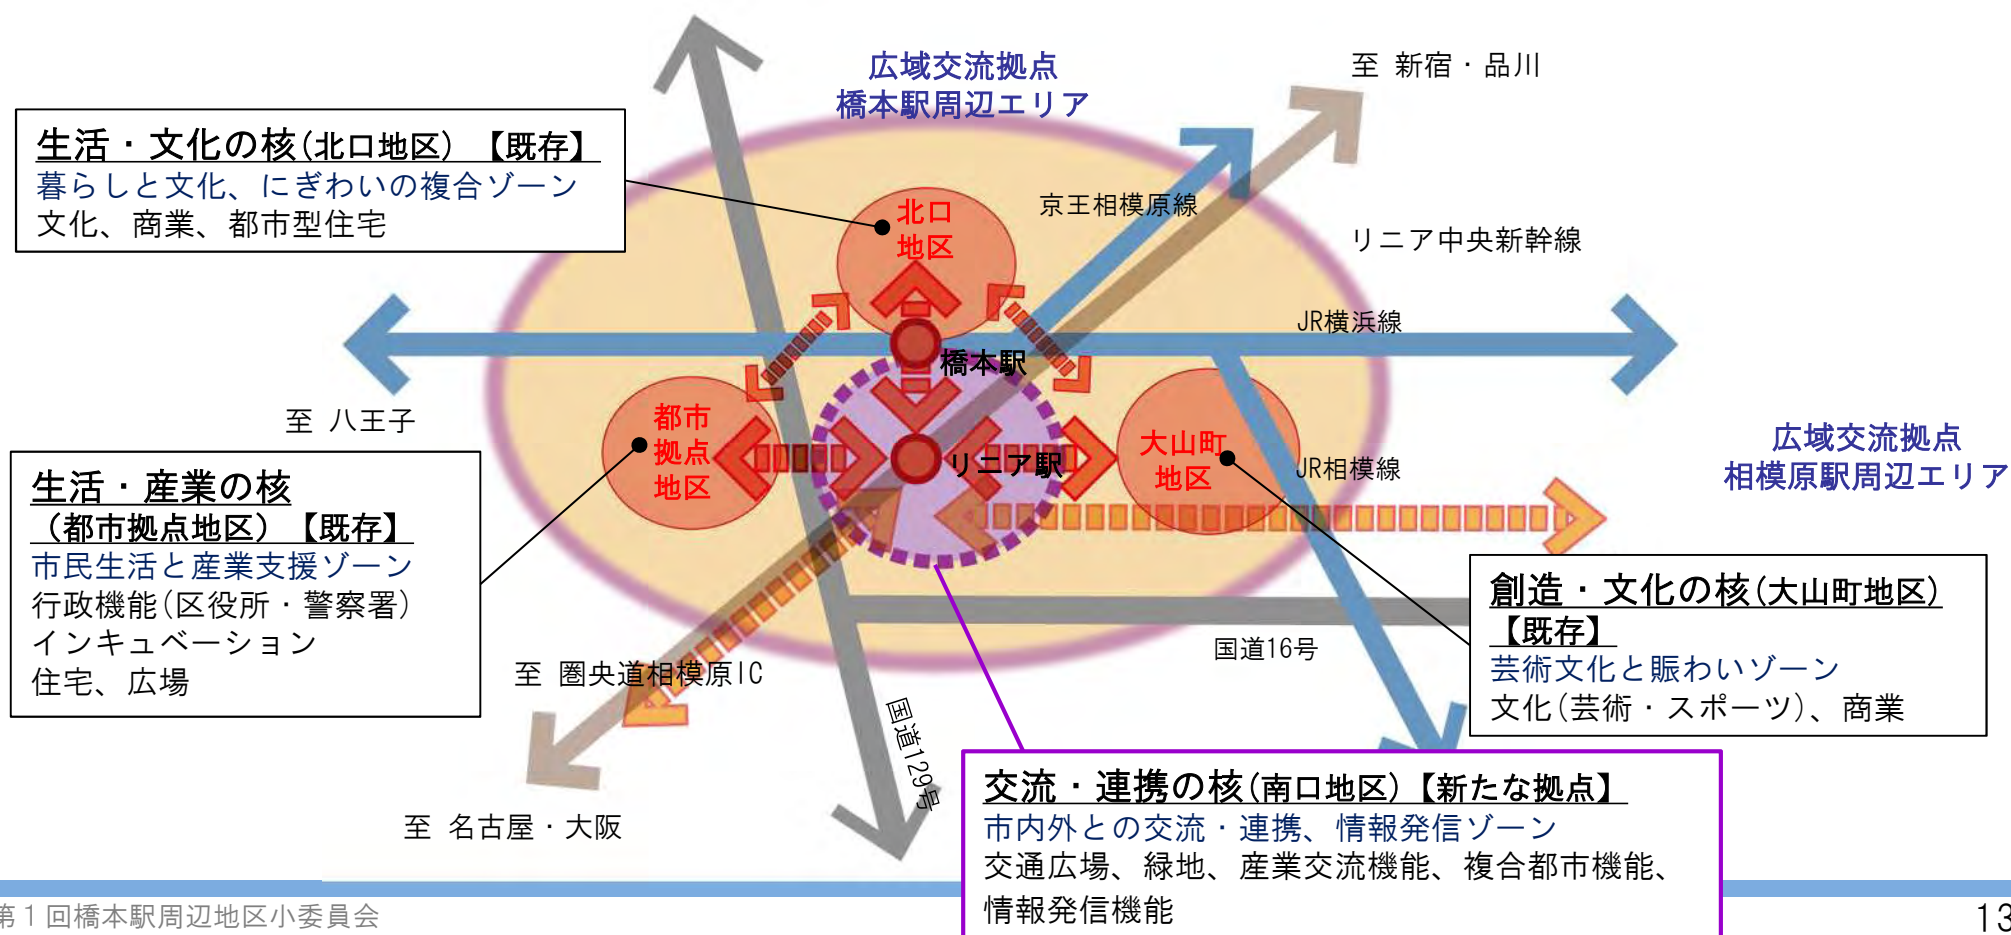 広域交流拠点
橋本駅周辺エリア
至 新宿・品川
生活・文化の核(北口地区)【既存】
暮らしと文化、にぎわいの複合ゾーン
文化、商業、都市型住宅
北口
地区
京王相模原線
リニア中央新幹線
JR横浜線
橋本駅
至 八王子
都市
拠点
地区
リニア駅
大山町
地区
JR相模線
広域交流拠点
相模原駅周辺エリア
生活・産業の核
(都市拠点地区)【既存】
市民生活と産業支援ゾーン
行政機能(区役所・警察署)
インキュベーション
住宅、広場
至 圏央道相模原IC
国道16号
国道129号
創造・文化の核(大山町地区)
【既存】
芸術文化と賑わいゾーン
文化(芸術・スポーツ)、商業
至 名古屋・大阪
交流・連携の核(南口地区)【新たな拠点】
市内外との交流・連携、情報発信ゾーン
交通広場、緑地、産業交流機能、複合都市機能、
情報発信機能
第1回橋本駅周辺地区小委員会
13